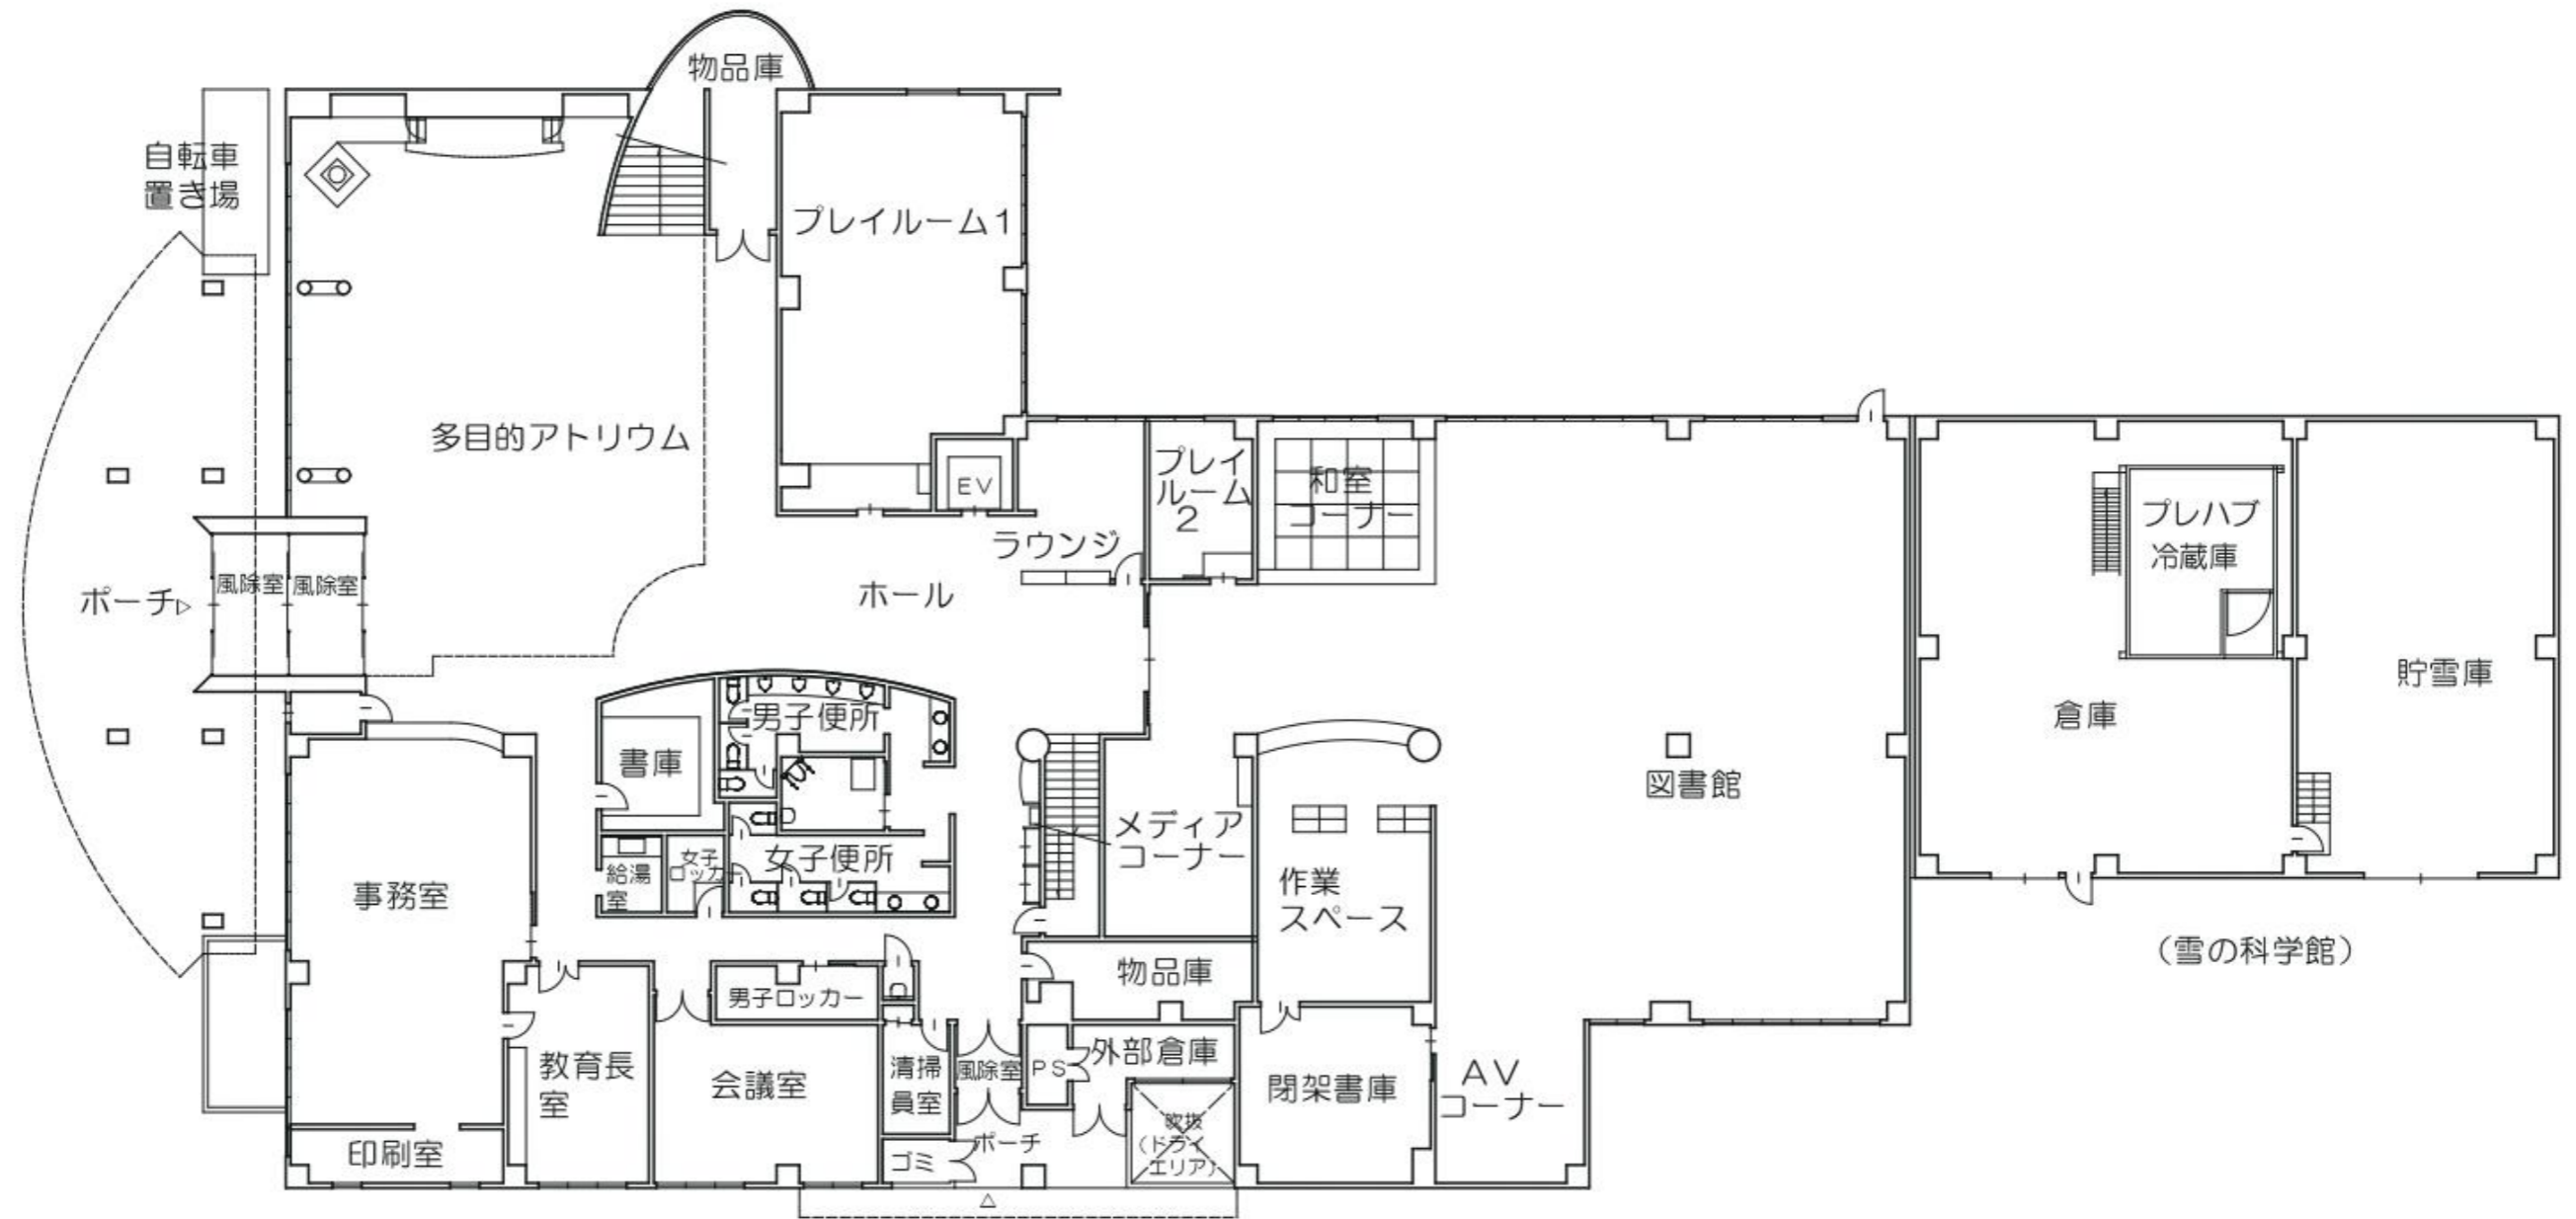 物品庫
自転車
置き場
プレイルーム1
多目的アトリウム
EV
ラウンジ
プレイ
ルーム
2
和室
コーナー
プレハブ
冷蔵庫
ポーチ
風除室
風除室
ホール
貯雪庫
倉庫
男子便所
書庫
図書館
メディア
コーナー
女子便所
給湯
室
女子
ロッカー
事務室
作業
スペース
(雪の科学館)
物品庫
男子ロッカー
教育長
室
会議室
清掃
員室
風除室
PS
外部倉庫
閉架書庫
AV
コーナー
吹抜
(ドライ
エリア)
ポーチ
ゴミ
印刷室